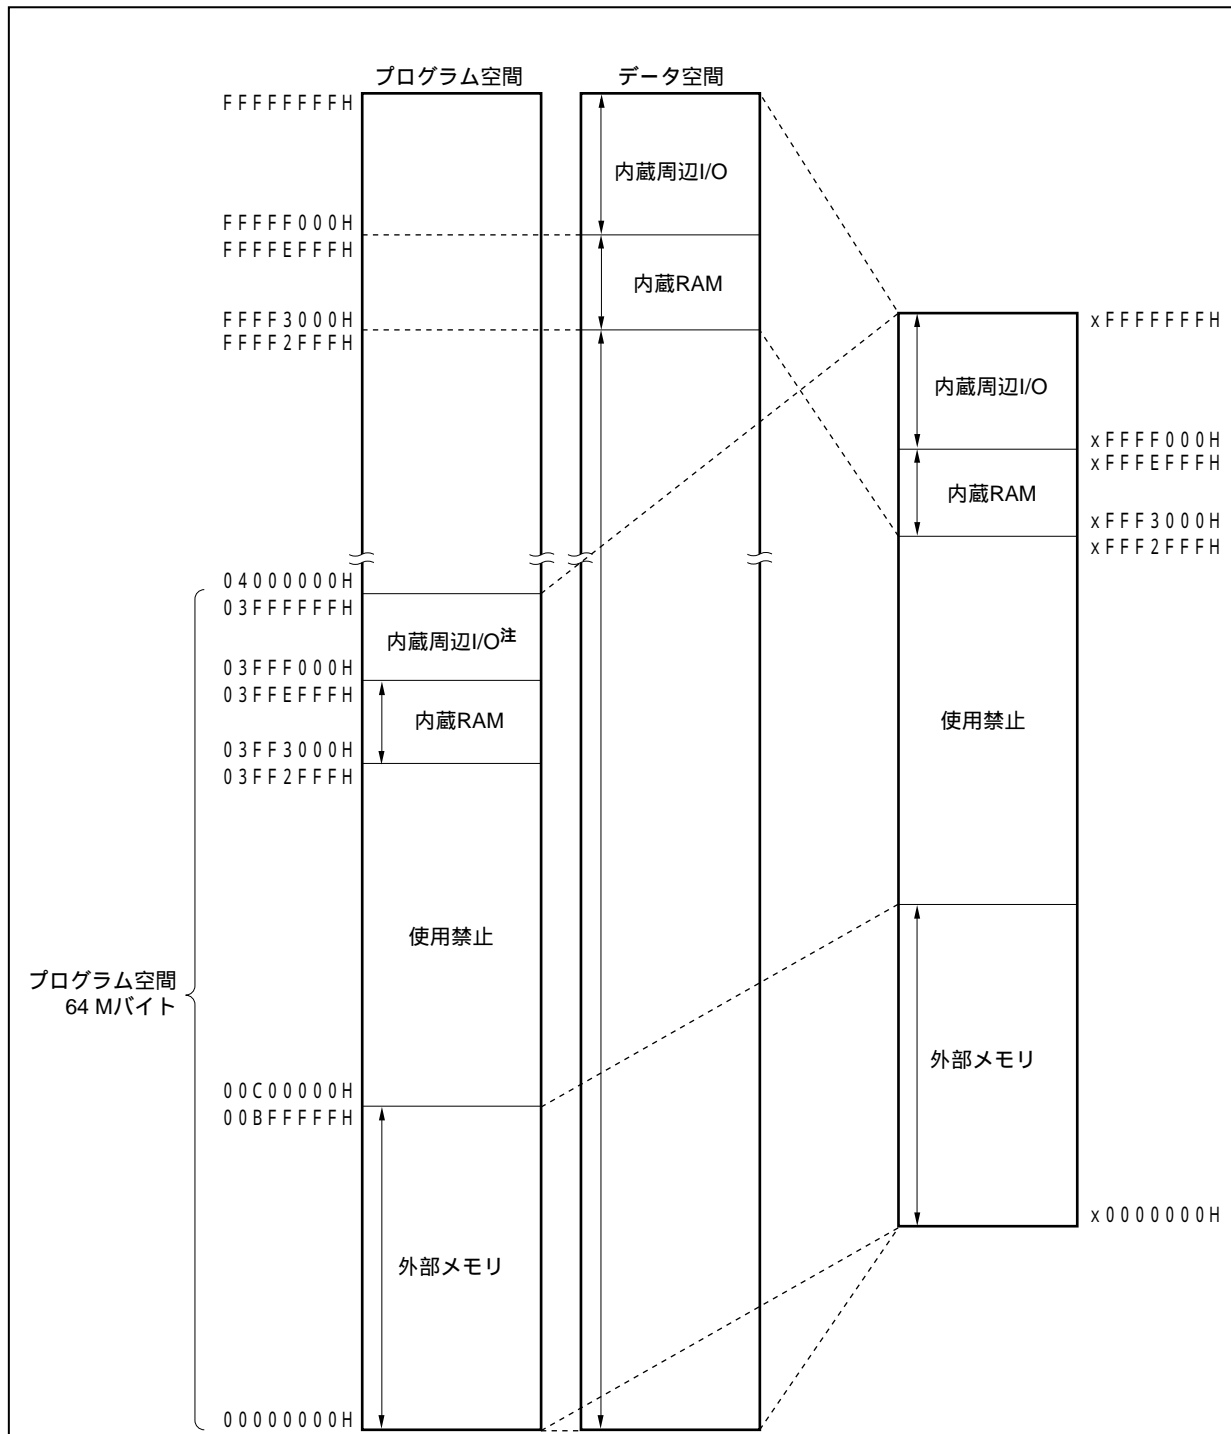 プログラム空間
データ空間
FFFFFFFFH
内蔵周辺I/O
FFFFF000H
FFFFEFFFH
内蔵RAM
FFFF3000H
FFFF2FFFH
xFFFFFFFH
内蔵周辺I/O
xFFFF000H
xFFFEFFFH
内蔵RAM
xFFF3000H
xFFF2FFFH
04000000H
03FFFFFFH
内蔵周辺I/O注
03FFF000H
03FFEFFFH
内蔵RAM
03FF3000H
03FF2FFFH
使用禁止
使用禁止
プログラム空間
64 Mバイト
00C00000H
00BFFFFFH
外部メモリ
x0000000H
外部メモリ
00000000H